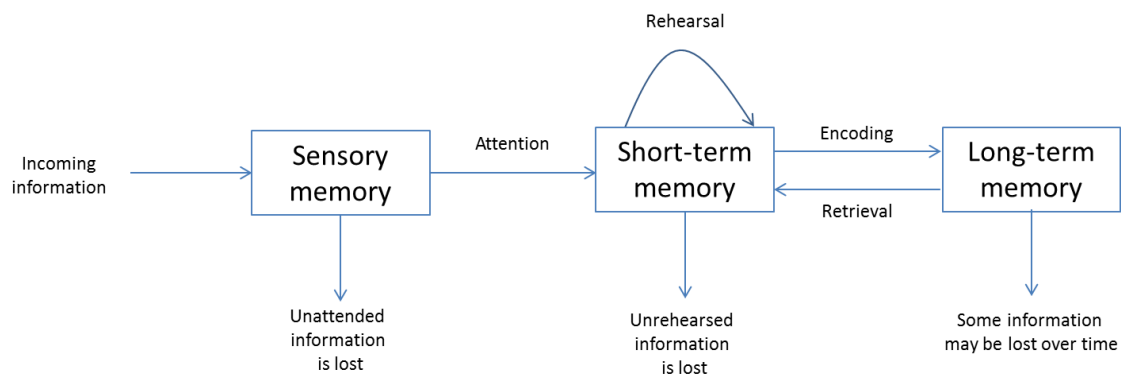 Rehearsal
Incoming
information
Sensory
memory
Attention
Short-term
memory
Encoding
Retrieval
Long-term
memory
Unattended
information
is lost
Unrehearsed
information
is lost
Some information
may be lost over time